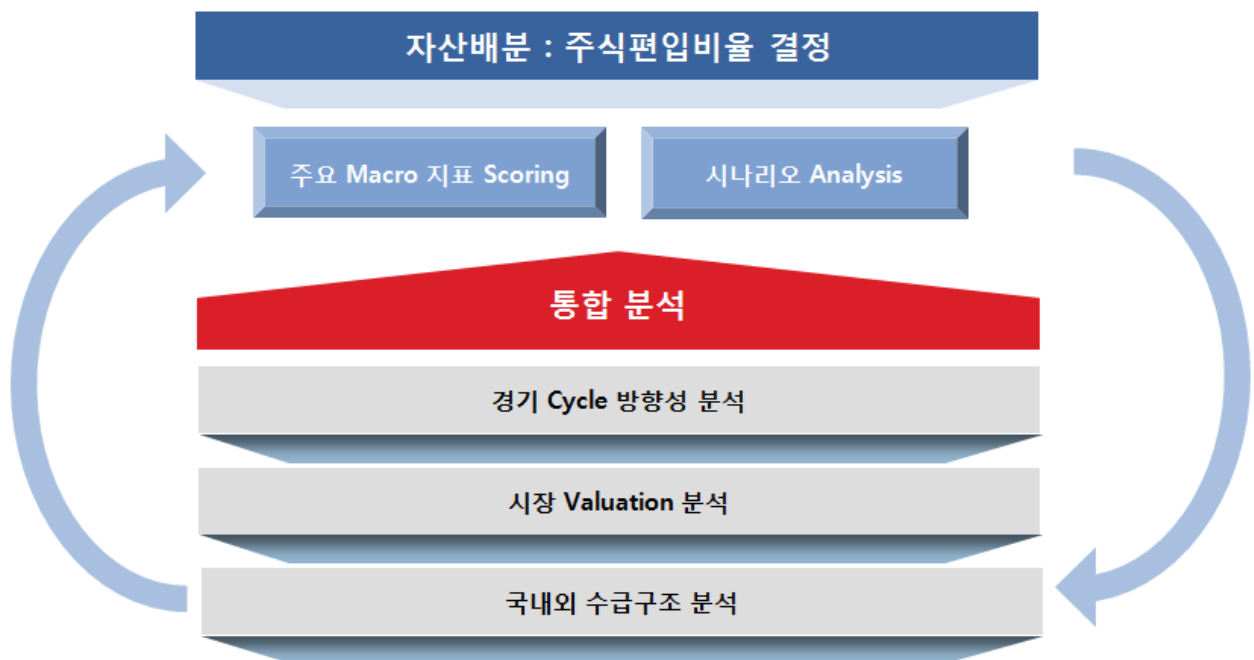 자산배분 : 주식편입비율 결정
주요 Macro 지표 Scoring
시나리오 Analysis
통합 분석
경기 Cycle 방향성 분석
시장 Valuation 분석
국내외 수급구조 분석